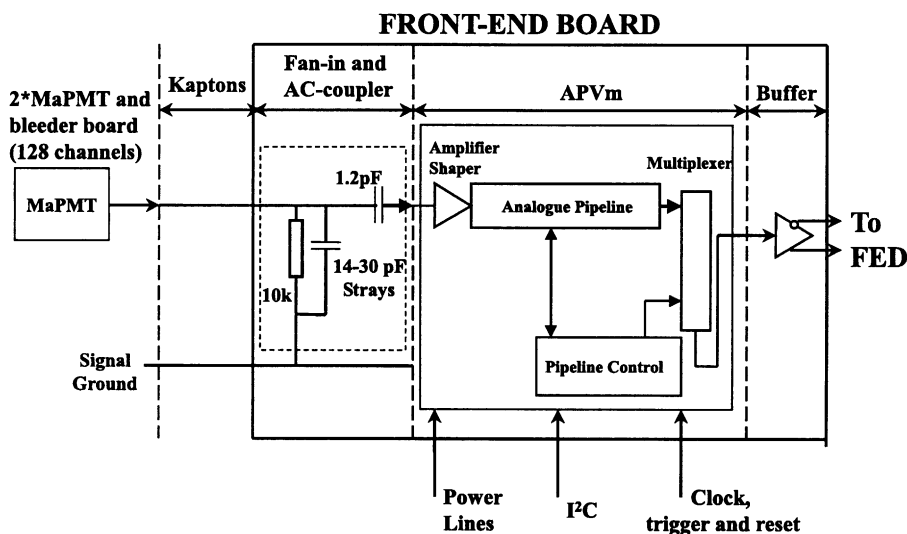 FRONT-END BOARD
Fan-in and
AC-coupler
Kaptons
APVm
Buffer
2*MaPMT and
bleeder board
(128 channels)
MaPMT
1.2pF
10k
14-30 pF
Strays
Amplifier
Shaper
Analogue Pipeline
Multiplexer
Pipeline Control
To
FED
Signal
Ground
Power
Lines
I²C
Clock,
trigger and reset